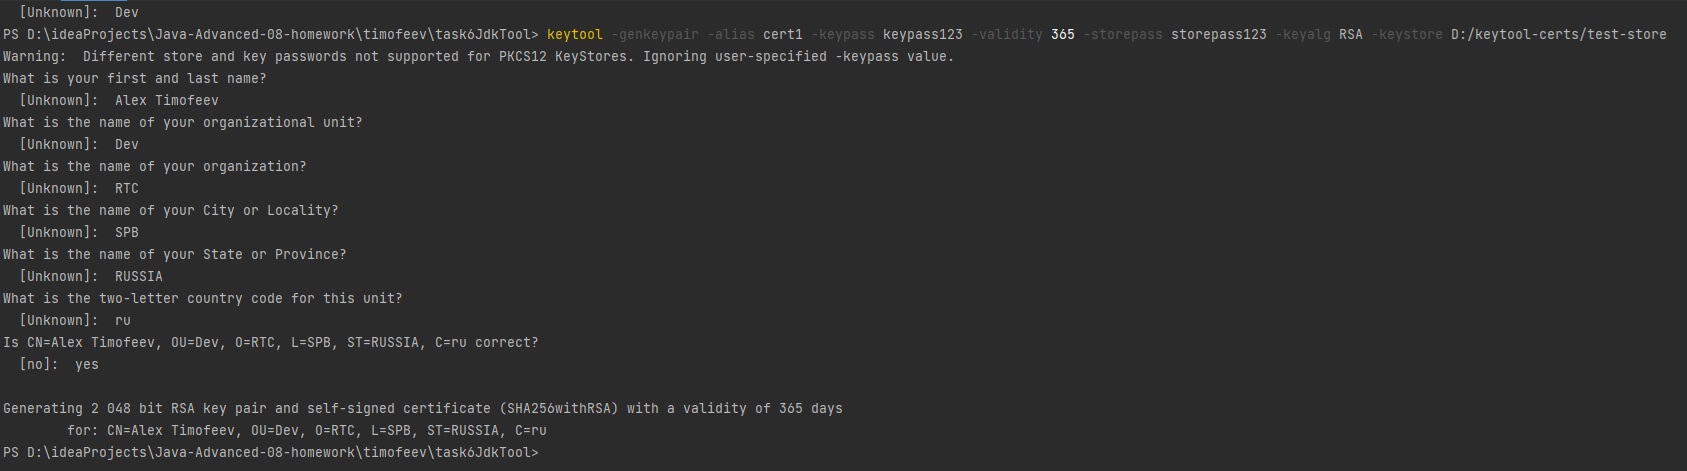 [Unknown]:  Dev
PS D:\ideaProjects\Java-Advanced-08-homework\timofeev\task6JdkTool> keytool -genkeypair -alias cert1 -keypass keypass123 -validity 365 -storepass storepass123 -keyalg RSA -keystore D:/keytool-certs/test-store
Warning:  Different store and key passwords not supported for PKCS12 KeyStores. Ignoring user-specified -keypass value.
What is your first and last name?
  [Unknown]:  Alex Timofeev
What is the name of your organizational unit?
  [Unknown]:  Dev
What is the name of your organization?
  [Unknown]:  RTC
What is the name of your City or Locality?
  [Unknown]:  SPB
What is the name of your State or Province?
  [Unknown]:  RUSSIA
What is the two-letter country code for this unit?
  [Unknown]:  ru
Is CN=Alex Timofeev, OU=Dev, O=RTC, L=SPB, ST=RUSSIA, C=ru correct?
  [no]:  yes
Generating 2 048 bit RSA key pair and self-signed certificate (SHA256withRSA) with a validity of 365 days
        for: CN=Alex Timofeev, OU=Dev, O=RTC, L=SPB, ST=RUSSIA, C=ru
PS D:\ideaProjects\Java-Advanced-08-homework\timofeev\task6JdkTool>